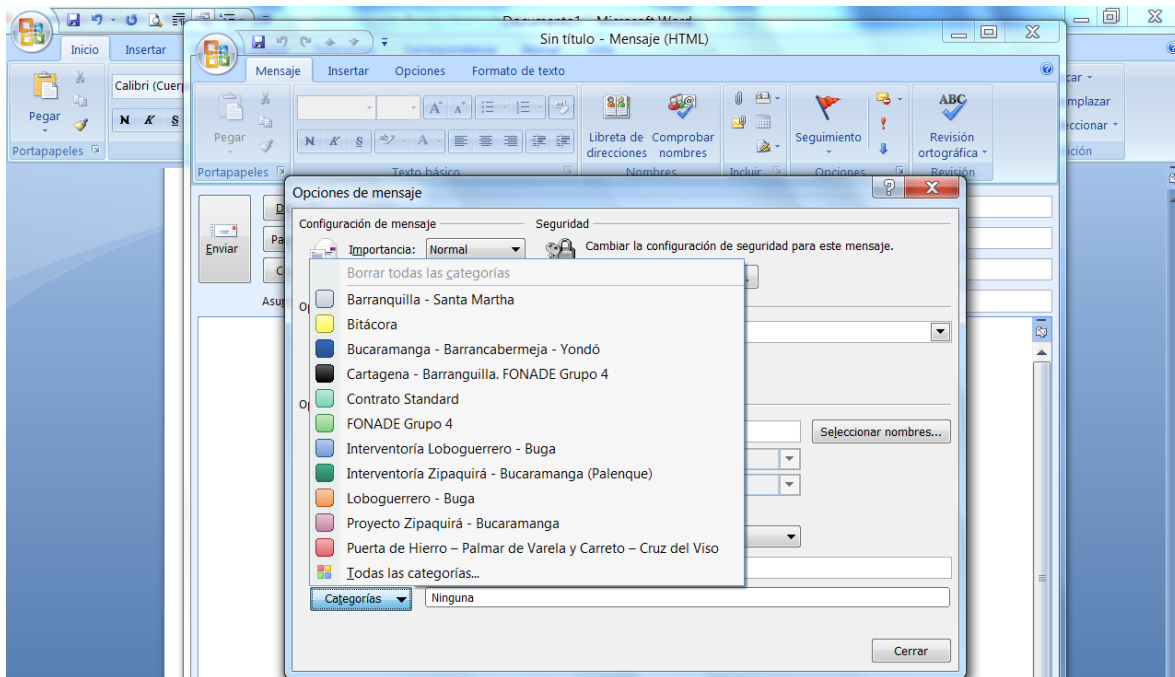 Documento1 - Microsoft Word
Inicio
Insertar
Calibri (Cuerp
Pegar
N K S
Portapapeles
Sin título - Mensaje (HTML)
Mensaje
Insertar
Opciones
Formato de texto
Pegar
N K S
Libreta de direcciones
Comprobar nombres
Seguimiento
ABC
Revisión ortográfica
Portapapeles
Texto básico
Nombres
Incluir
Opciones
Revisión
car
mplazar
eccionar
ición
Enviar
D
Pa
C
Asu
Opciones de mensaje
Configuración de mensaje
Seguridad
Importancia:
Normal
Cambiar la configuración de seguridad para este mensaje.
Borrar todas las categorías
Barranquilla - Santa Martha
Bitácora
Bucaramanga - Barrancabermeja - Yondó
Cartagena - Barranguilla. FONADE Grupo 4
Contrato Standard
FONADE Grupo 4
Interventoría Loboguerrero - Buga
Interventoría Zipaquirá - Bucaramanga (Palenque)
Loboguerrero - Buga
Proyecto Zipaquirá - Bucaramanga
Puerta de Hierro – Palmar de Varela y Carreto – Cruz del Viso
Todas las categorías...
Seleccionar nombres...
Categorías
Ninguna
Cerrar